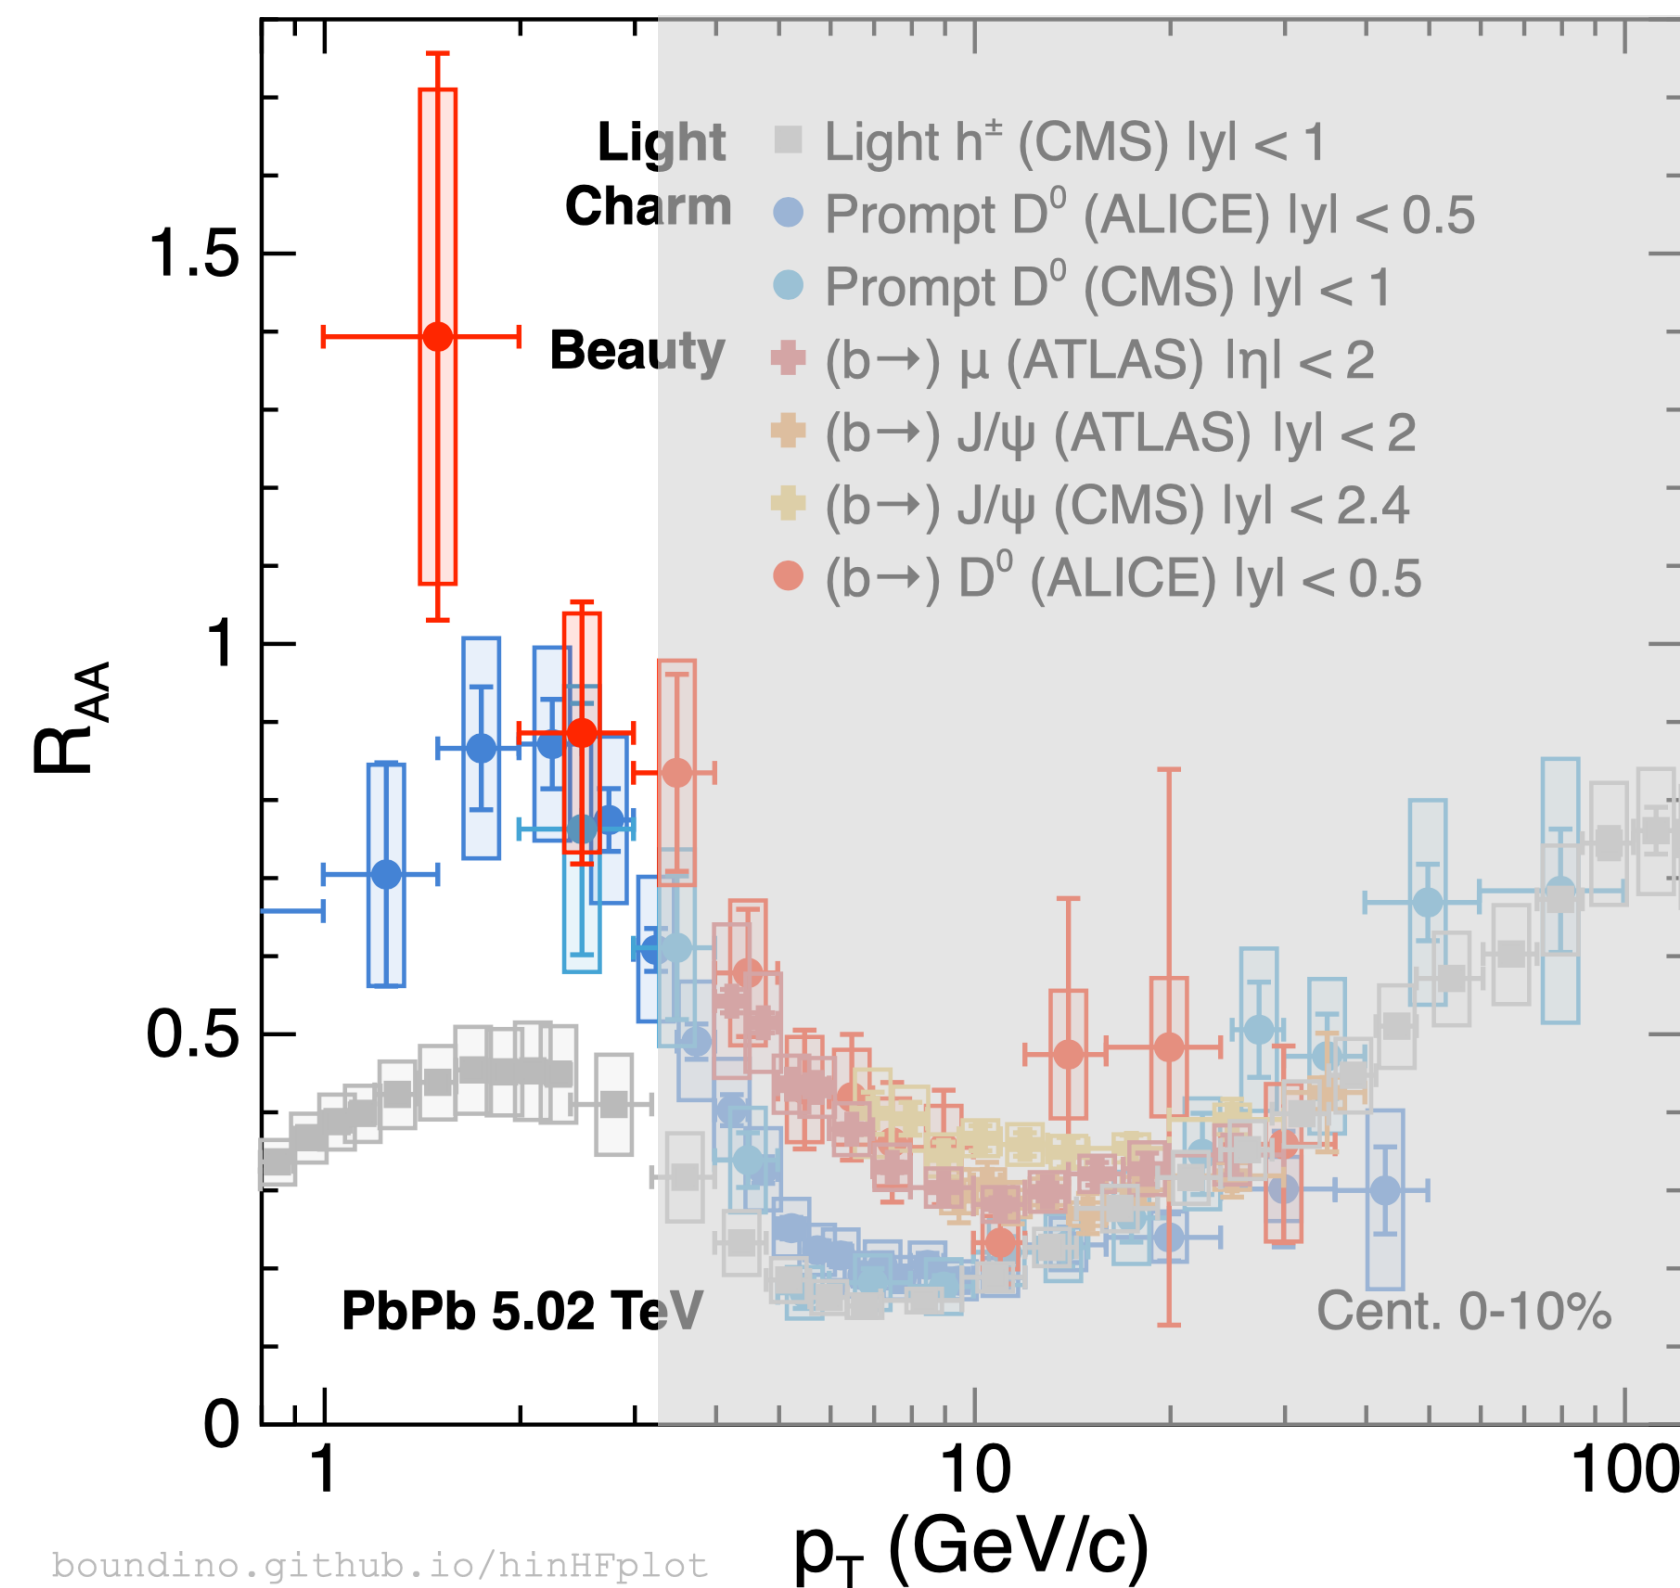 Light
Light h± (CMS) |y| < 1
Charm
Prompt D⁰ (ALICE) |y| < 0.5
Prompt D⁰ (CMS) |y| < 1
Beauty
(b→) μ (ATLAS) |η| < 2
(b→) J/ψ (ATLAS) |y| < 2
(b→) J/ψ (CMS) |y| < 2.4
(b→) D⁰ (ALICE) |y| < 0.5
1.5
1
0.5
0
R_AA
PbPb 5.02 TeV
Cent. 0-10%
1
10
100
p_T (GeV/c)
boundino.github.io/hinHFplot